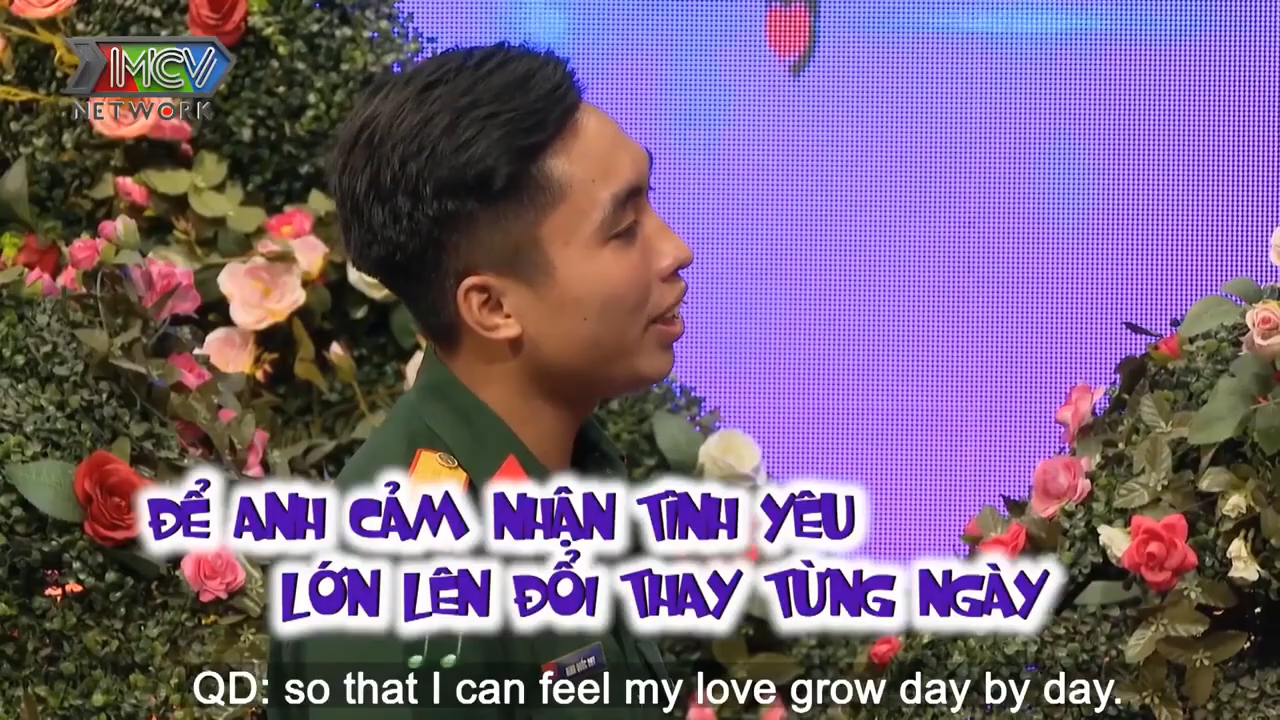 MCV
NETWORK
ĐỂ ANH CẢM NHẬN TÌNH YÊU
LỚN LÊN ĐỔI THAY TỪNG NGÀY
QD: so that I can feel my love grow day by day.